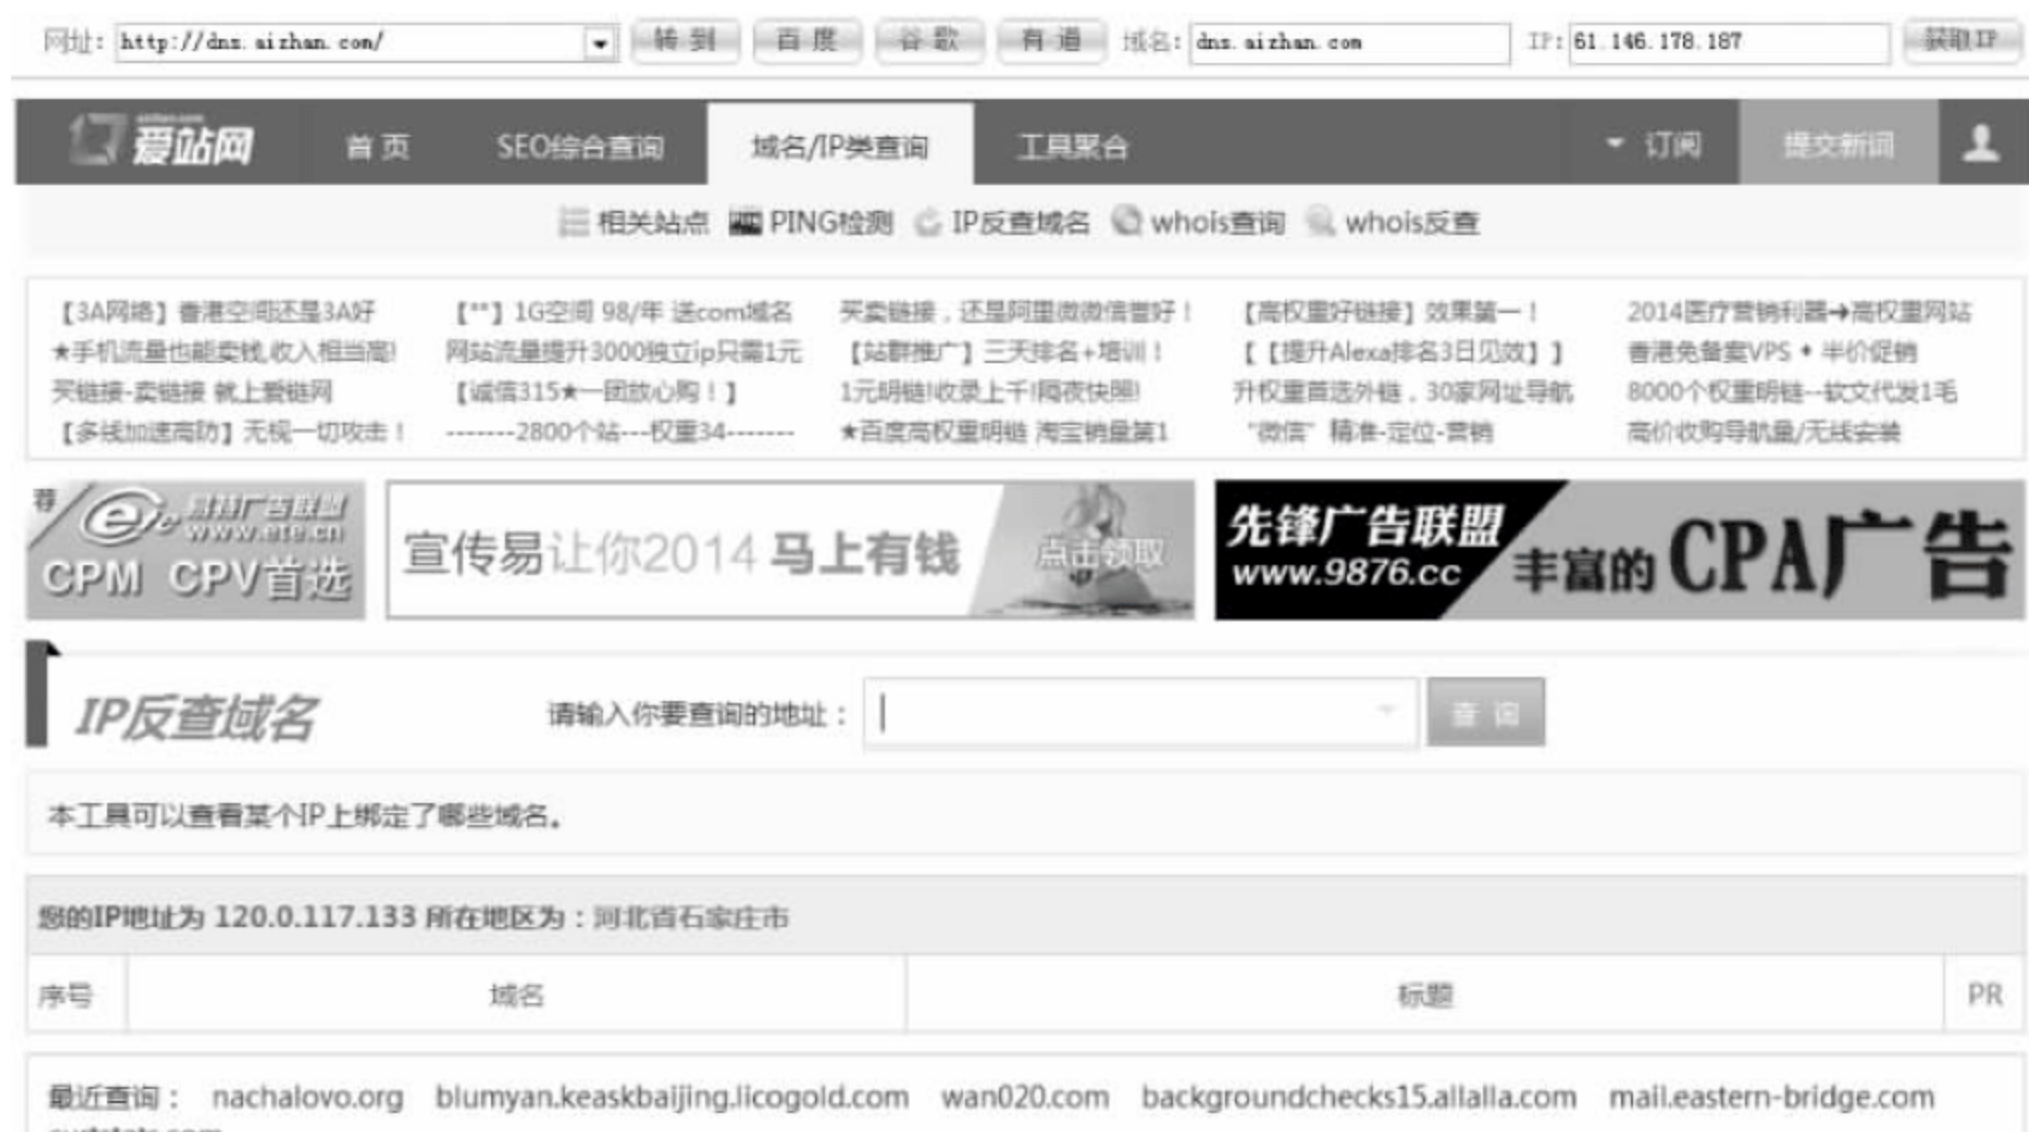 网址: http://dns.aizhan.com/ 转到 百度 谷歌 有道 域名: dns.aizhan.com IP: 61.146.178.187 获取IP
爱站网 首页 SEO综合查询 域名/IP类查询 工具聚合 订阅 提交新词
相关站点 PING检测 IP反查域名 whois查询 whois反查
【3A网络】香港空间还是3A好 【**】1G空间 98/年 送com域名 买卖链接，还是阿里微微信誉好！ 【高权重好链接】效果第一！ 2014医疗营销利器➜高权重网站
★手机流量也能卖钱,收入相当高! 网站流量提升3000独立ip只需1元 【站群推广】三天排名+培训！ 【【提升Alexa排名3日见效】】 香港免备案VPS ♦ 半价促销
买链接-卖链接 就上爱链网 【诚信315★一团放心购！】 1元明链!收录上千!隔夜快照! 升权重首选外链，30家网址导航 8000个权重明链--软文代发1毛
【多线加速高防】无视一切攻击！ -------2800个站---权重34------- ★百度高权重明链 淘宝销量第1 “微信”精准-定位-营销 高价收购导航量/无线安装
荐 易特广告联盟 www.ete.cn
CPM CPV首选
宣传易让你2014 马上有钱 点击领取
先锋广告联盟
www.9876.cc 丰富的CPA广告
IP反查域名 请输入你要查询的地址： 查 询
本工具可以查看某个IP上绑定了哪些域名。
您的IP地址为 120.0.117.133 所在地区为：河北省石家庄市
序号 域名 标题 PR
最近查询： nachalovo.org blumyan.keaskbaijing.licogold.com wan020.com backgroundchecks15.allalla.com mail.eastern-bridge.com